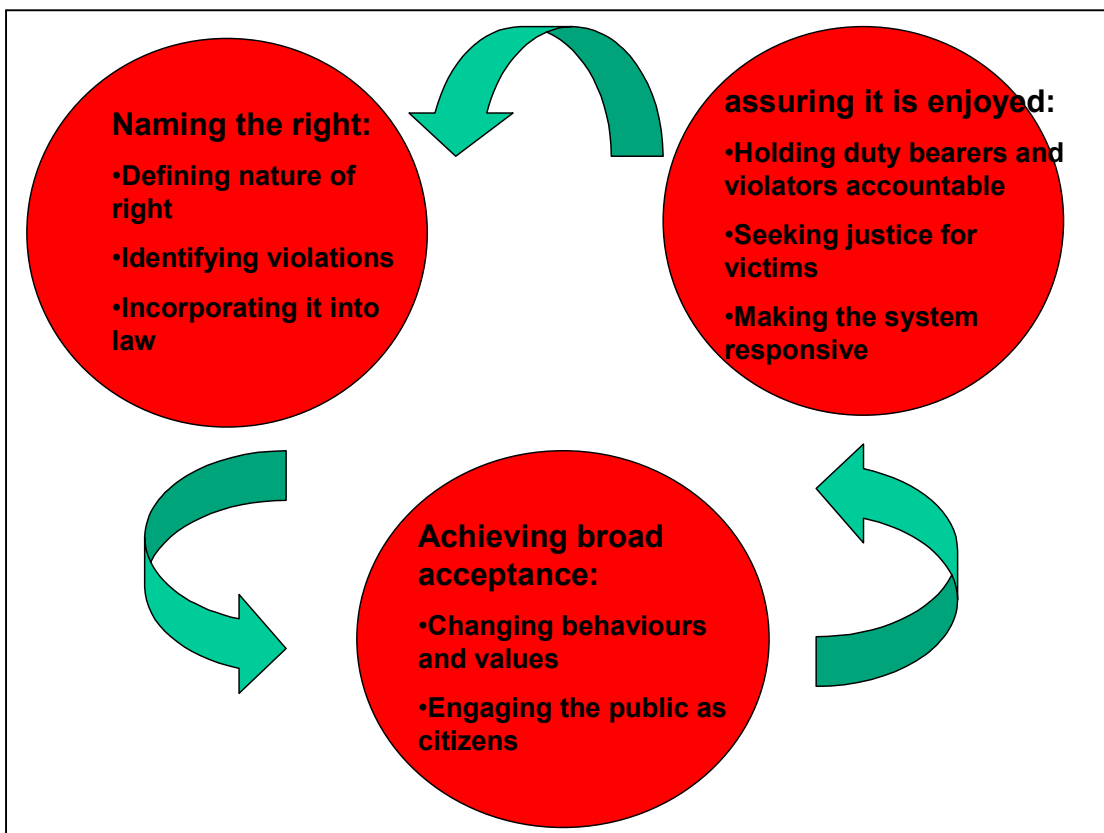 Naming the right:
•Defining nature of
right
•Identifying violations
•Incorporating it into
law
assuring it is enjoyed:
•Holding duty bearers and
violators accountable
•Seeking justice for
victims
•Making the system
responsive
Achieving broad
acceptance:
•Changing behaviours
and values
•Engaging the public as
citizens